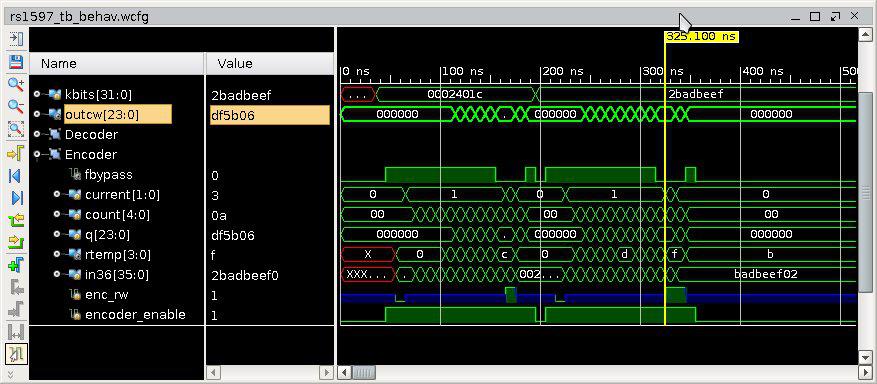 rs1597_tb_behav.wcfg
325.100 ns
Name Value
0 ns 100 ns 200 ns 300 ns 400 ns 500
kbits[31:0] 2badbeef ... 0002401c 2badbeef
outcw[23:0] df5b06 000000 . 000000 000000
Decoder
Encoder
fbypass 0
current[1:0] 3 0 1 0 1 0
count[4:0] 0a 00 00 00
q[23:0] df5b06 000000 . 000000 000000
rtemp[3:0] f X 0 c 0 d f b
in36[35:0] 2badbeef0 XXX... . 002... badbeef02
enc_rw 1
encoder_enable 1